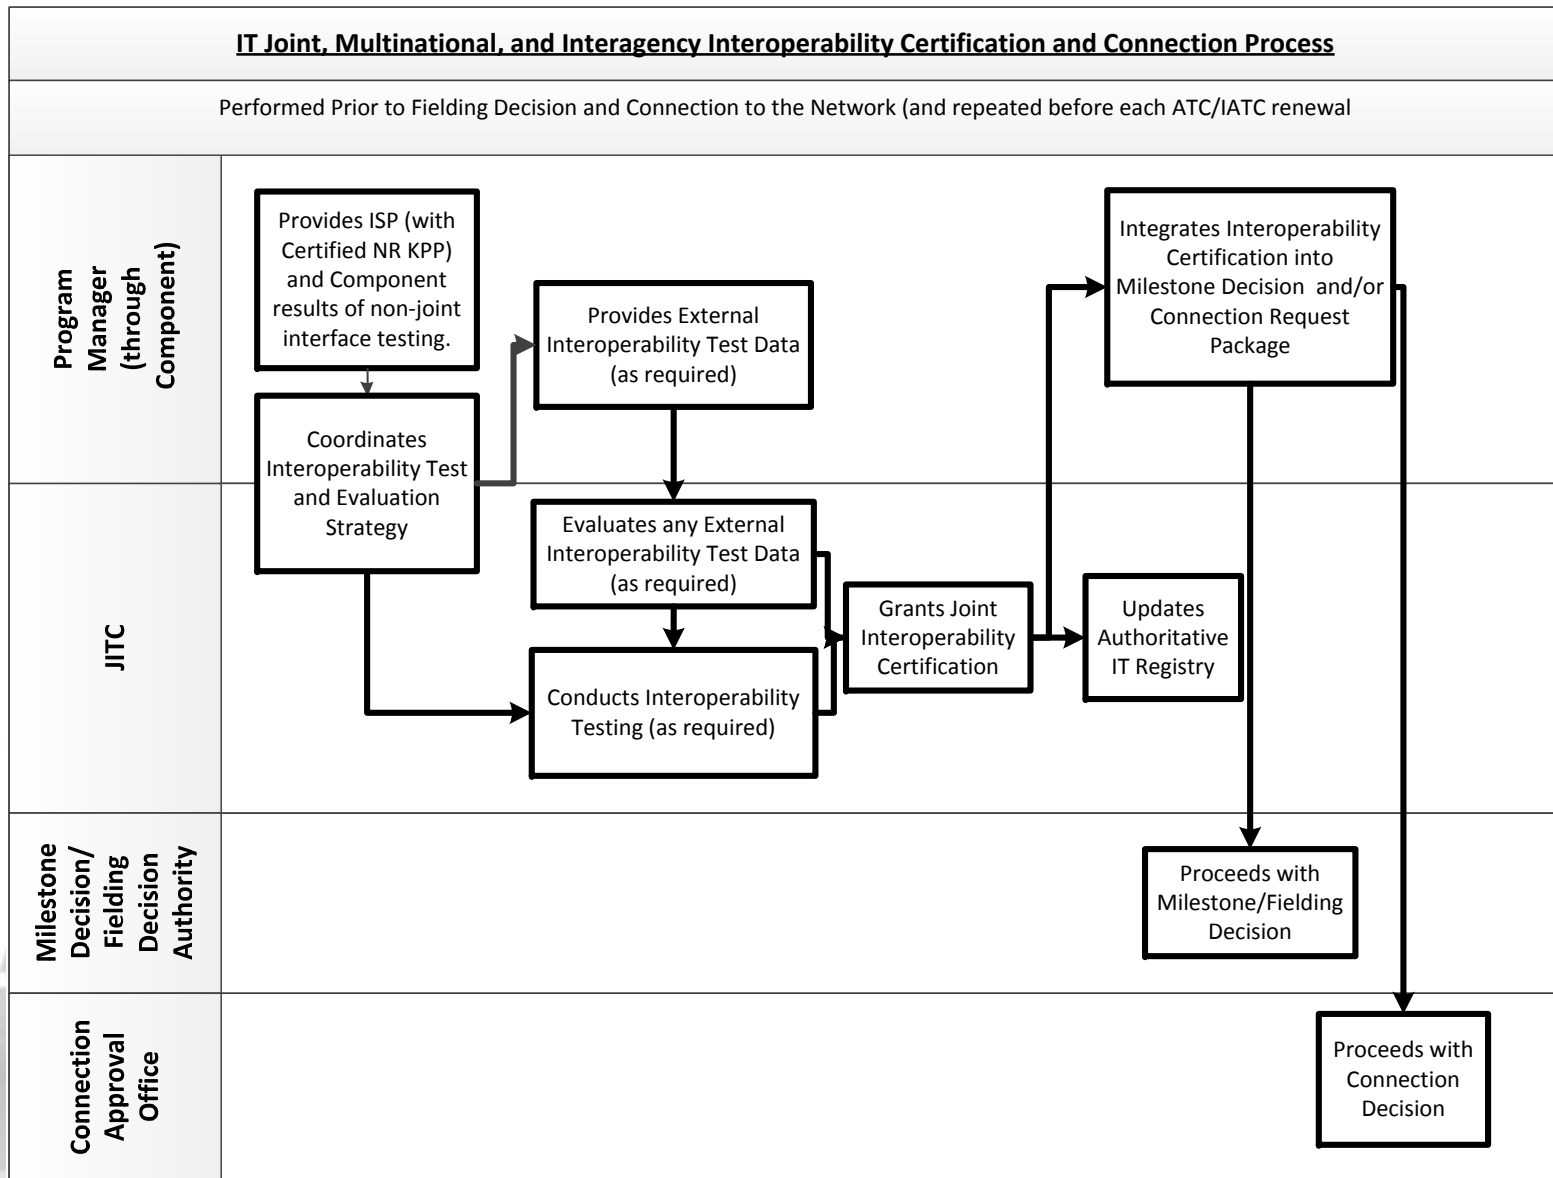 IT Joint, Multinational, and Interagency Interoperability Certification and Connection Process
Performed Prior to Fielding Decision and Connection to the Network (and repeated before each ATC/IATC renewal
Program
Manager
(through
Component)
Provides ISP (with
Certified NR KPP)
and Component
results of non-joint
interface testing.
Coordinates
Interoperability Test
and Evaluation
Strategy
Provides External
Interoperability Test Data
(as required)
Integrates Interoperability
Certification into
Milestone Decision and/or
Connection Request
Package
JITC
Evaluates any External
Interoperability Test Data
(as required)
Conducts Interoperability
Testing (as required)
Grants Joint
Interoperability
Certification
Updates
Authoritative
IT Registry
Milestone
Decision/
Fielding
Decision
Authority
Proceeds with
Milestone/Fielding
Decision
Connection
Approval
Office
Proceeds with
Connection
Decision